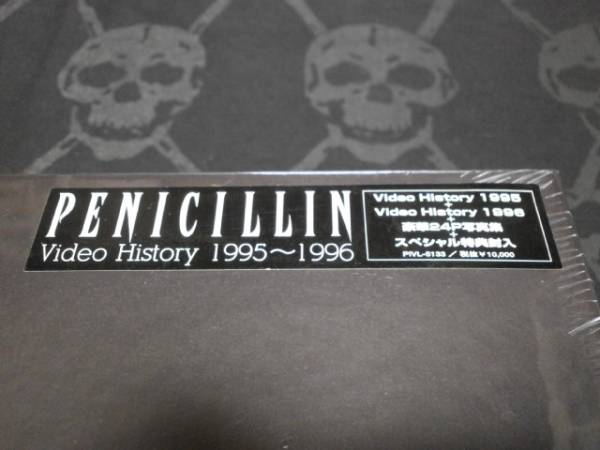 PENICILLIN
Video History 1995～1996
Video History 1995
+
Video History 1996
+
豪華24P写真集
+
スペシャル特典封入
PIVL-5133 / 税抜￥10,000